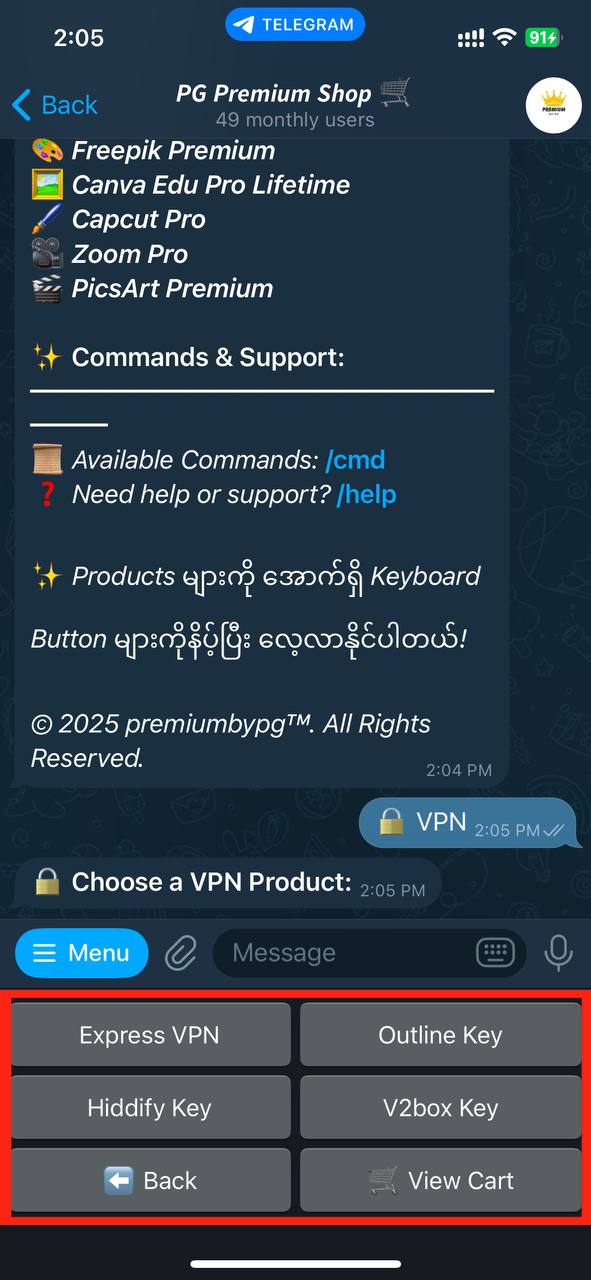 2:05
TELEGRAM
91
Back
PG Premium Shop 🛒
49 monthly users
PREMIUM
🎨 Freepik Premium
🖼️ Canva Edu Pro Lifetime
🖌️ Capcut Pro
🎥 Zoom Pro
🎬 PicsArt Premium
✨ Commands & Support:
📜 Available Commands: /cmd
❓ Need help or support? /help
✨ Products များကို အောက်ရှိ Keyboard
Button များကိုနှိပ်ပြီး လေ့လာနိုင်ပါတယ်!
© 2025 premiumbypg™. All Rights
Reserved.
2:04 PM
🔒 VPN 2:05 PM
🔒 Choose a VPN Product: 2:05 PM
Menu
Message
Express VPN
Outline Key
Hiddify Key
V2box Key
⬅️ Back
🛒 View Cart